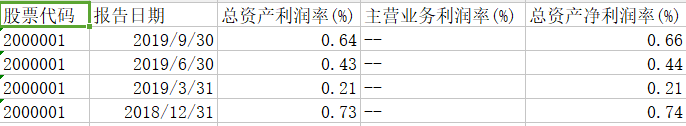 股票代码 报告日期 总资产利润率(%) 主营业务利润率(%) 总资产净利润率(%)
2000001 2019/9/30 0.64 -- 0.66
2000001 2019/6/30 0.43 -- 0.44
2000001 2019/3/31 0.21 -- 0.21
2000001 2018/12/31 0.73 -- 0.74